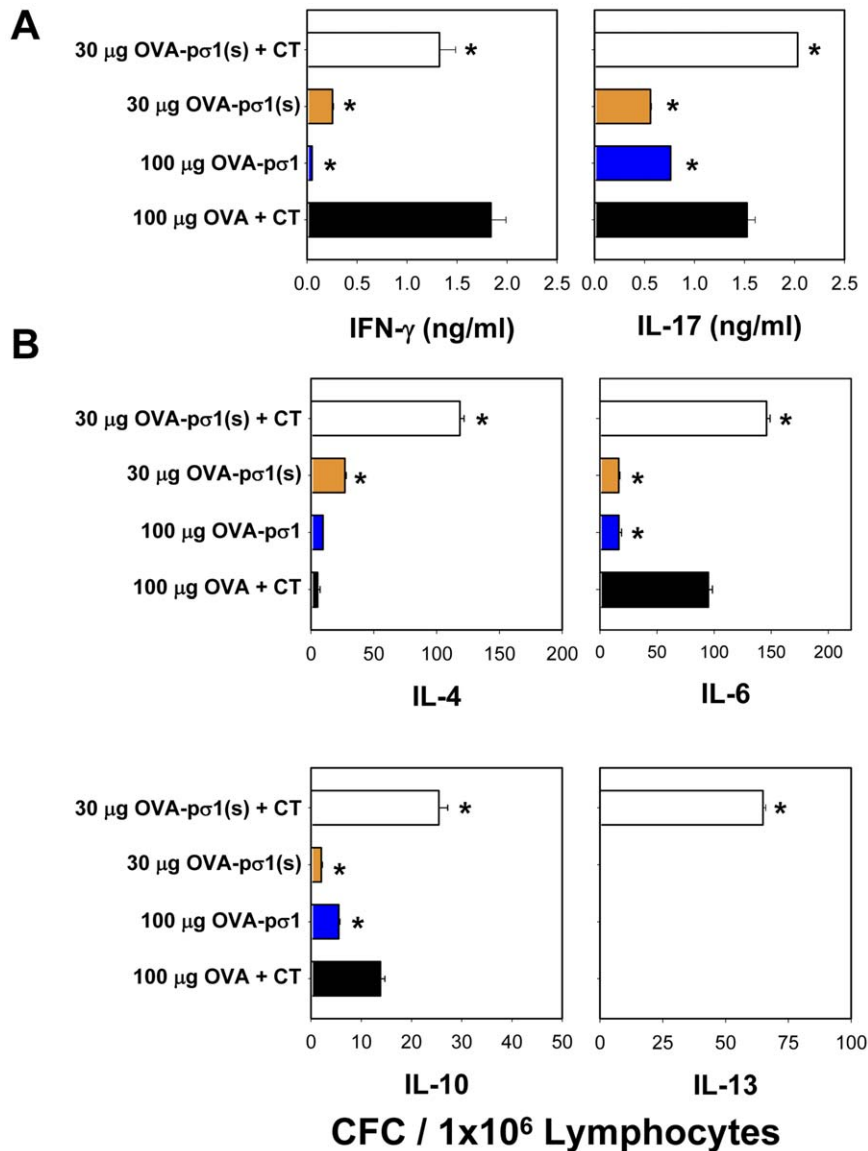 A
30 μg OVA-pσ1(s) + CT
30 μg OVA-pσ1(s)
100 μg OVA-pσ1
100 μg OVA + CT
* * * 
* * *
0.0 0.5 1.0 1.5 2.0 2.5
0.0 0.5 1.0 1.5 2.0 2.5
IFN-γ (ng/ml)
IL-17 (ng/ml)
B
30 μg OVA-pσ1(s) + CT
30 μg OVA-pσ1(s)
100 μg OVA-pσ1
100 μg OVA + CT
* *
* * *
0 50 100 150 200
0 50 100 150 200
IL-4
IL-6
30 μg OVA-pσ1(s) + CT
30 μg OVA-pσ1(s)
100 μg OVA-pσ1
100 μg OVA + CT
* * *
*
0 10 20 30 40 50
0 25 50 75 100
IL-10
IL-13
CFC / 1x10⁶ Lymphocytes